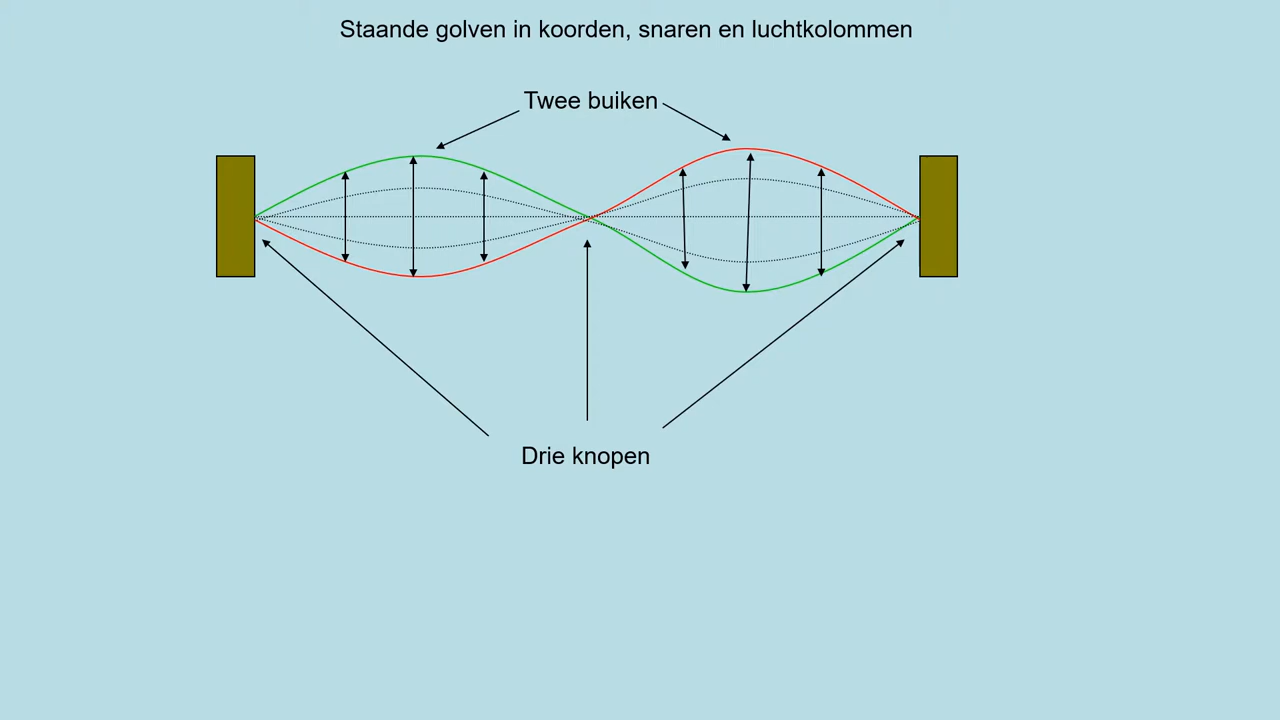 Staande golven in koorden, snaren en luchtkolommen
Twee buiken
Drie knopen